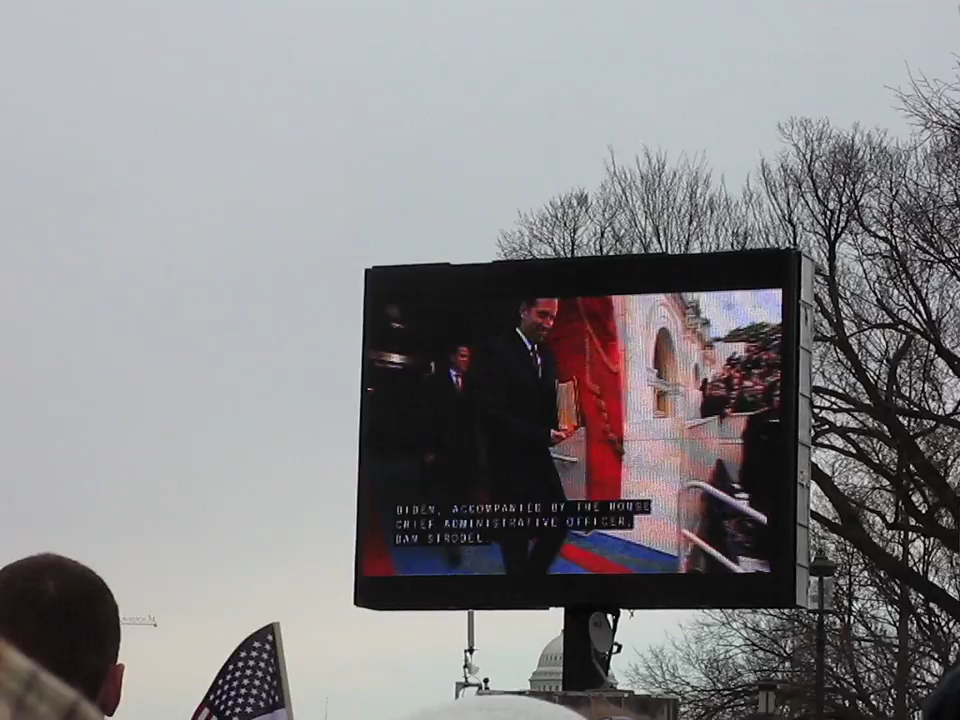 BIDEN, ACCOMPANIED BY THE HOUSE
CHIEF ADMINISTRATIVE OFFICER,
DAN STRODEL.